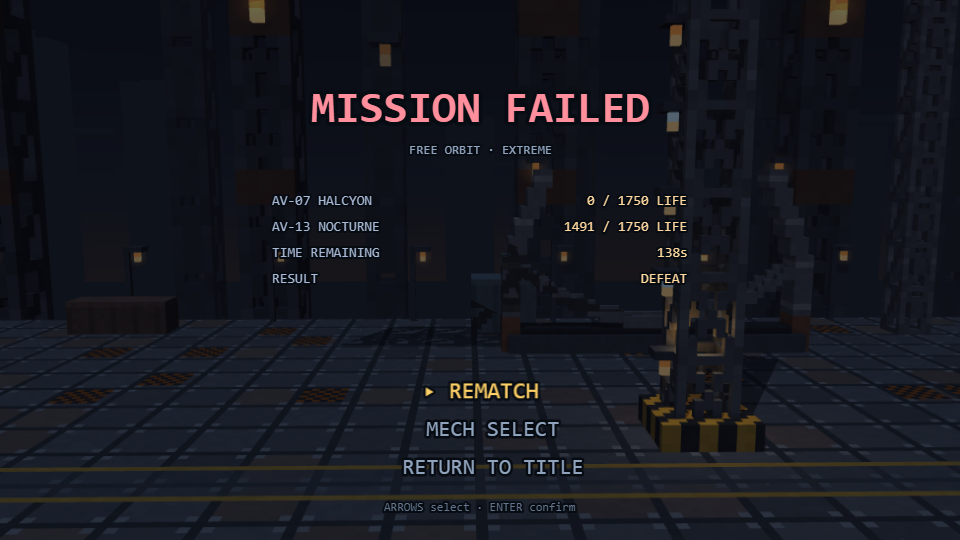 MISSION FAILED
FREE ORBIT · EXTREME
AV-07 HALCYON 0 / 1750 LIFE
AV-13 NOCTURNE 1491 / 1750 LIFE
TIME REMAINING 138s
RESULT DEFEAT
▸ REMATCH
MECH SELECT
RETURN TO TITLE
ARROWS select · ENTER confirm